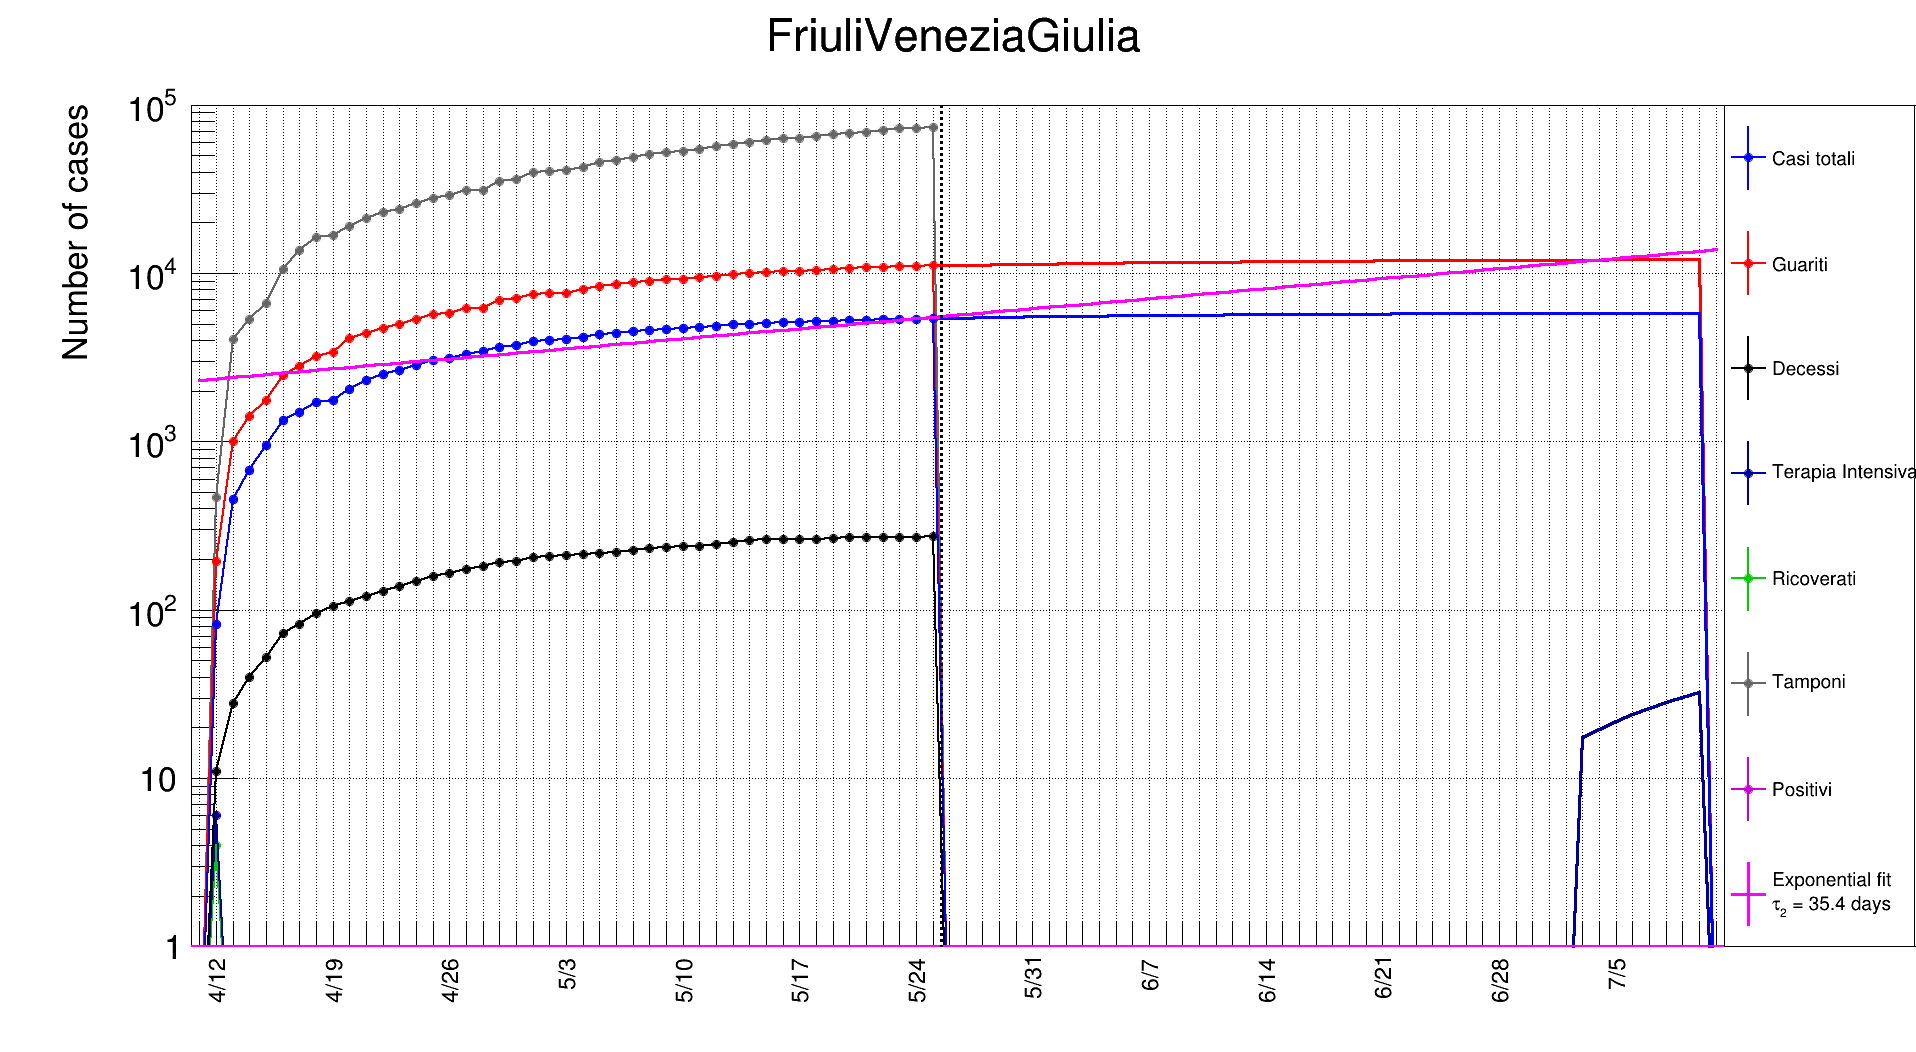 FriuliVeneziaGiulia
Number of cases
10^5
10^4
10^3
10^2
10
1
4/12
4/19
4/26
5/3
5/10
5/17
5/24
5/31
6/7
6/14
6/21
6/28
7/5
Casi totali
Guariti
Decessi
Terapia Intensiva
Ricoverati
Tamponi
Positivi
Exponential fit
τ₂ = 35.4 days